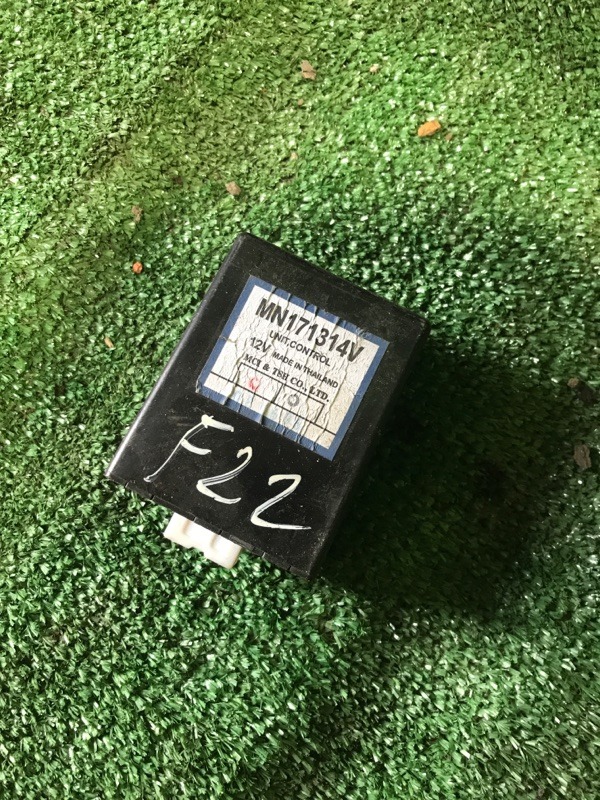 MN171314V
UNIT,CONTROL
12V MADE IN THAILAND
MCI & TSH CO., LTD.
F22